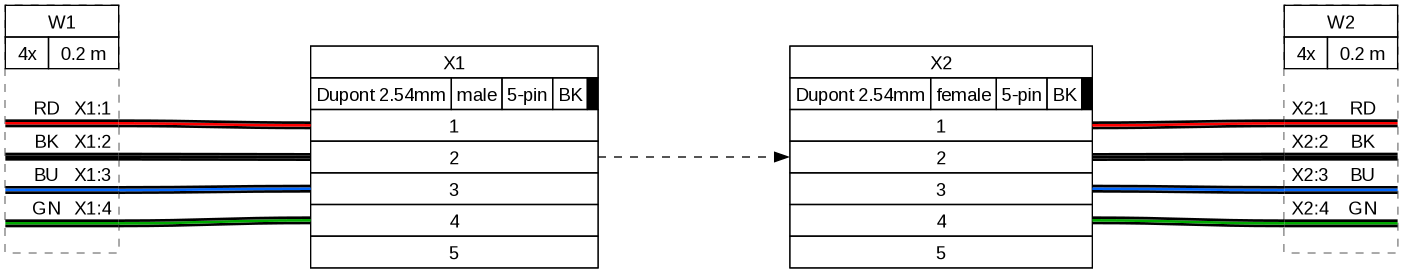 W1
4x 0.2 m
RD X1:1
BK X1:2
BU X1:3
GN X1:4
X1
Dupont 2.54mm male 5-pin BK
1
2
3
4
5
X2
Dupont 2.54mm female 5-pin BK
1
2
3
4
5
W2
4x 0.2 m
X2:1 RD
X2:2 BK
X2:3 BU
X2:4 GN